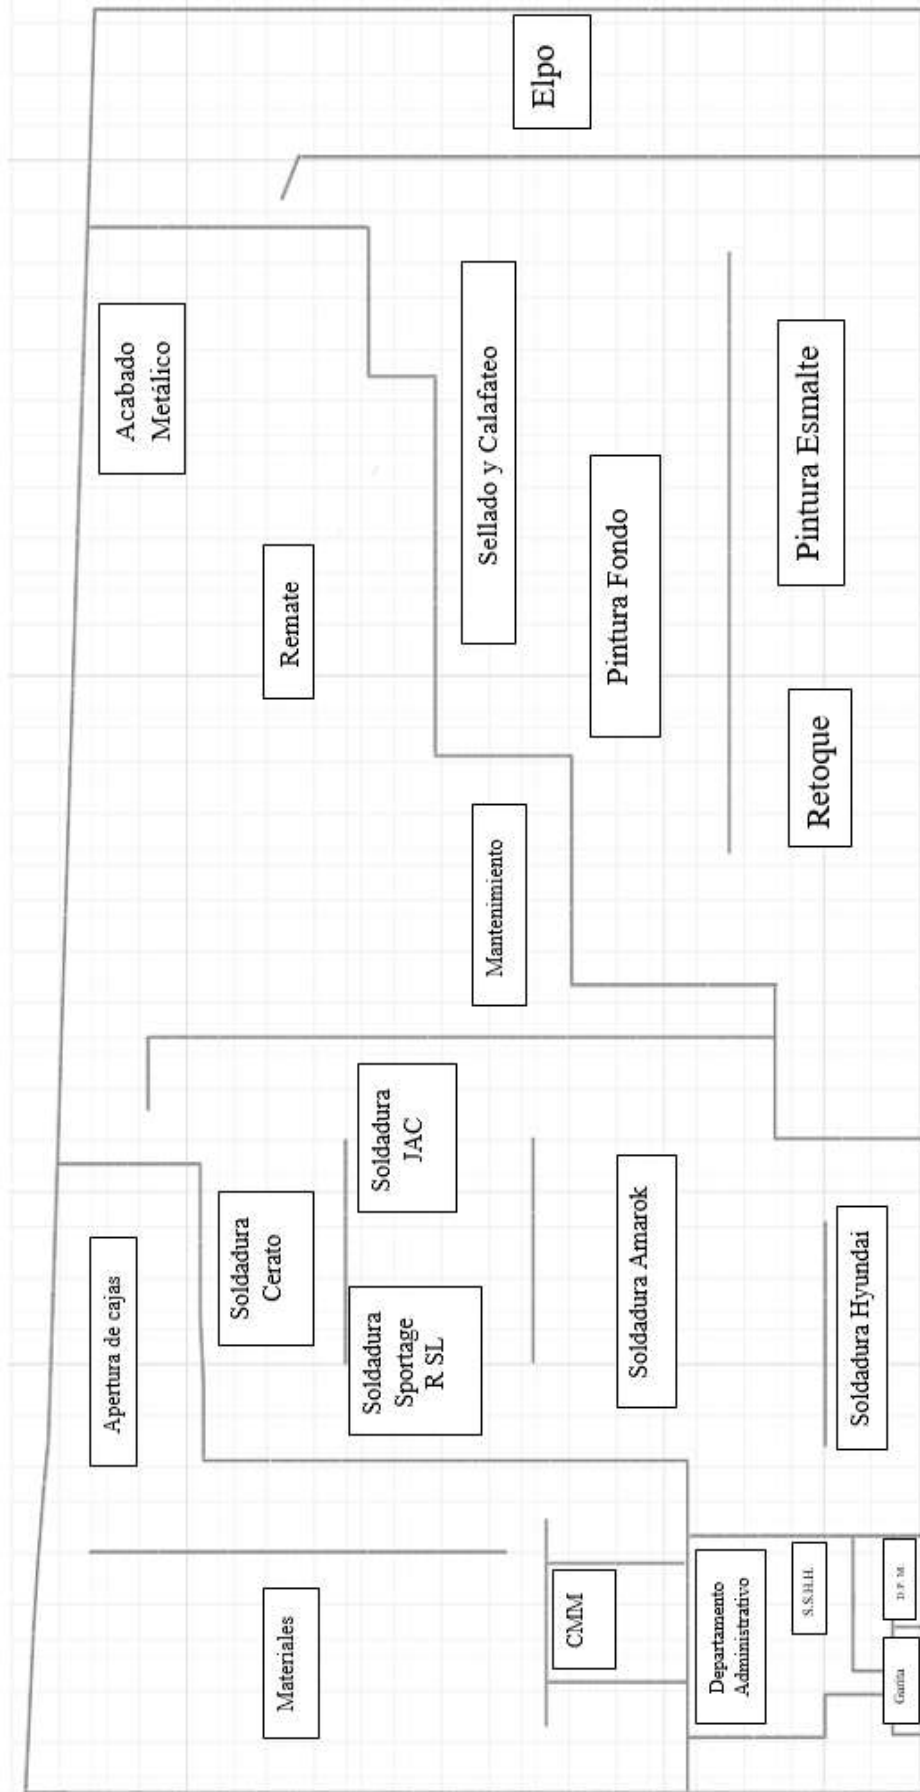 Elpo
Acabado
Metálico
Sellado y Calafateo
Pintura Esmalte
Pintura Fondo
Remate
Retoque
Mantenimiento
Soldadura
JAC
Soldadura
Cerato
Soldadura Amarok
Soldadura Hyundai
Apertura de cajas
Soldadura
Sportage
R SL
Materiales
CMM
Departamento
Administrativo
S.S.H.H.
D.P. M.
Garita